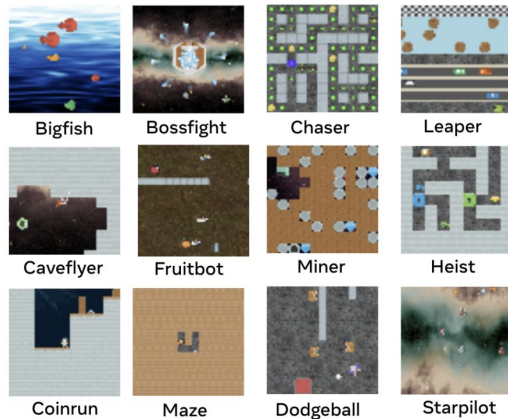 Bigfish Bossfight Chaser Leaper
Caveflyer Fruitbot Miner Heist
Coinrun Maze Dodgeball Starpilot